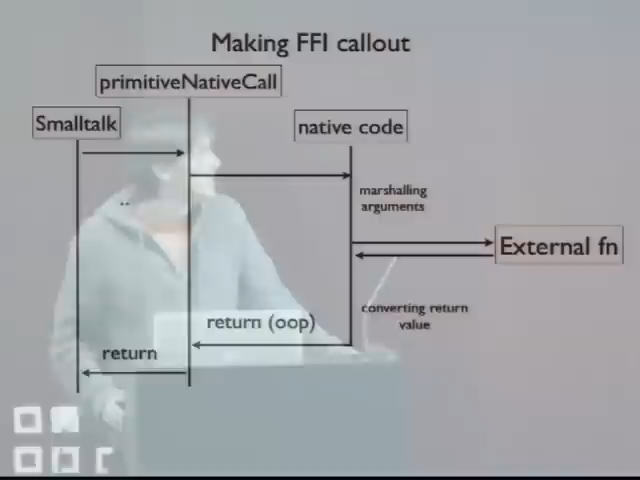 Making FFI callout
primitiveNativeCall
Smalltalk
native code
marshalling
arguments
External fn
converting return
value
return (oop)
return